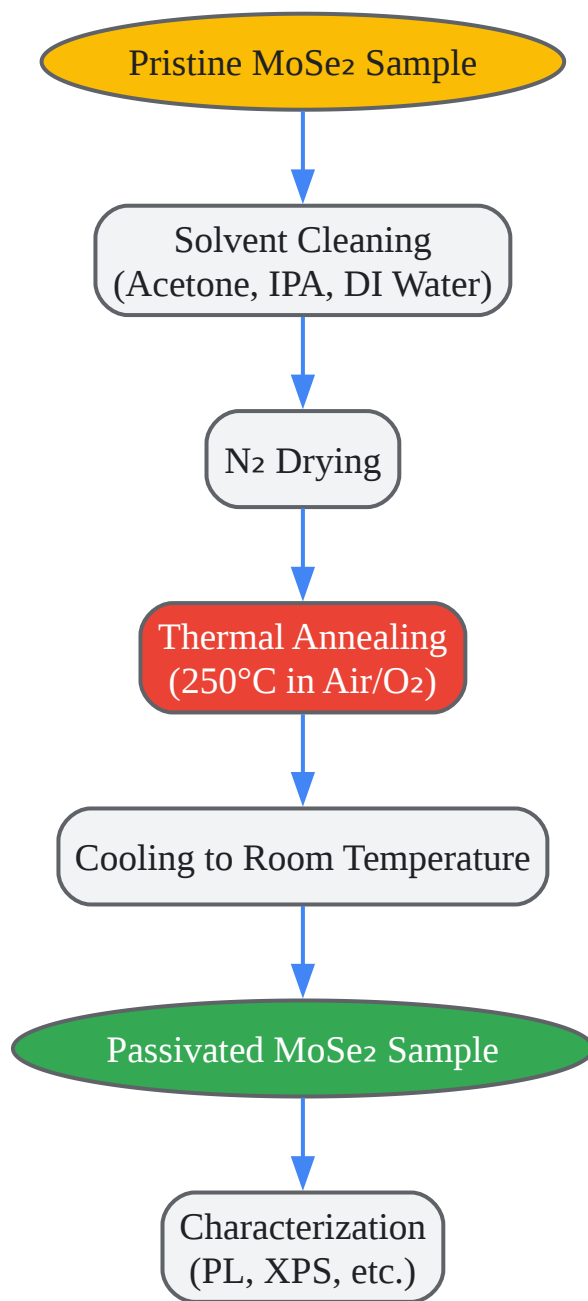 Pristine MoSe₂ Sample
Solvent Cleaning
(Acetone, IPA, DI Water)
N₂ Drying
Thermal Annealing
(250°C in Air/O₂)
Cooling to Room Temperature
Passivated MoSe₂ Sample
Characterization
(PL, XPS, etc.)